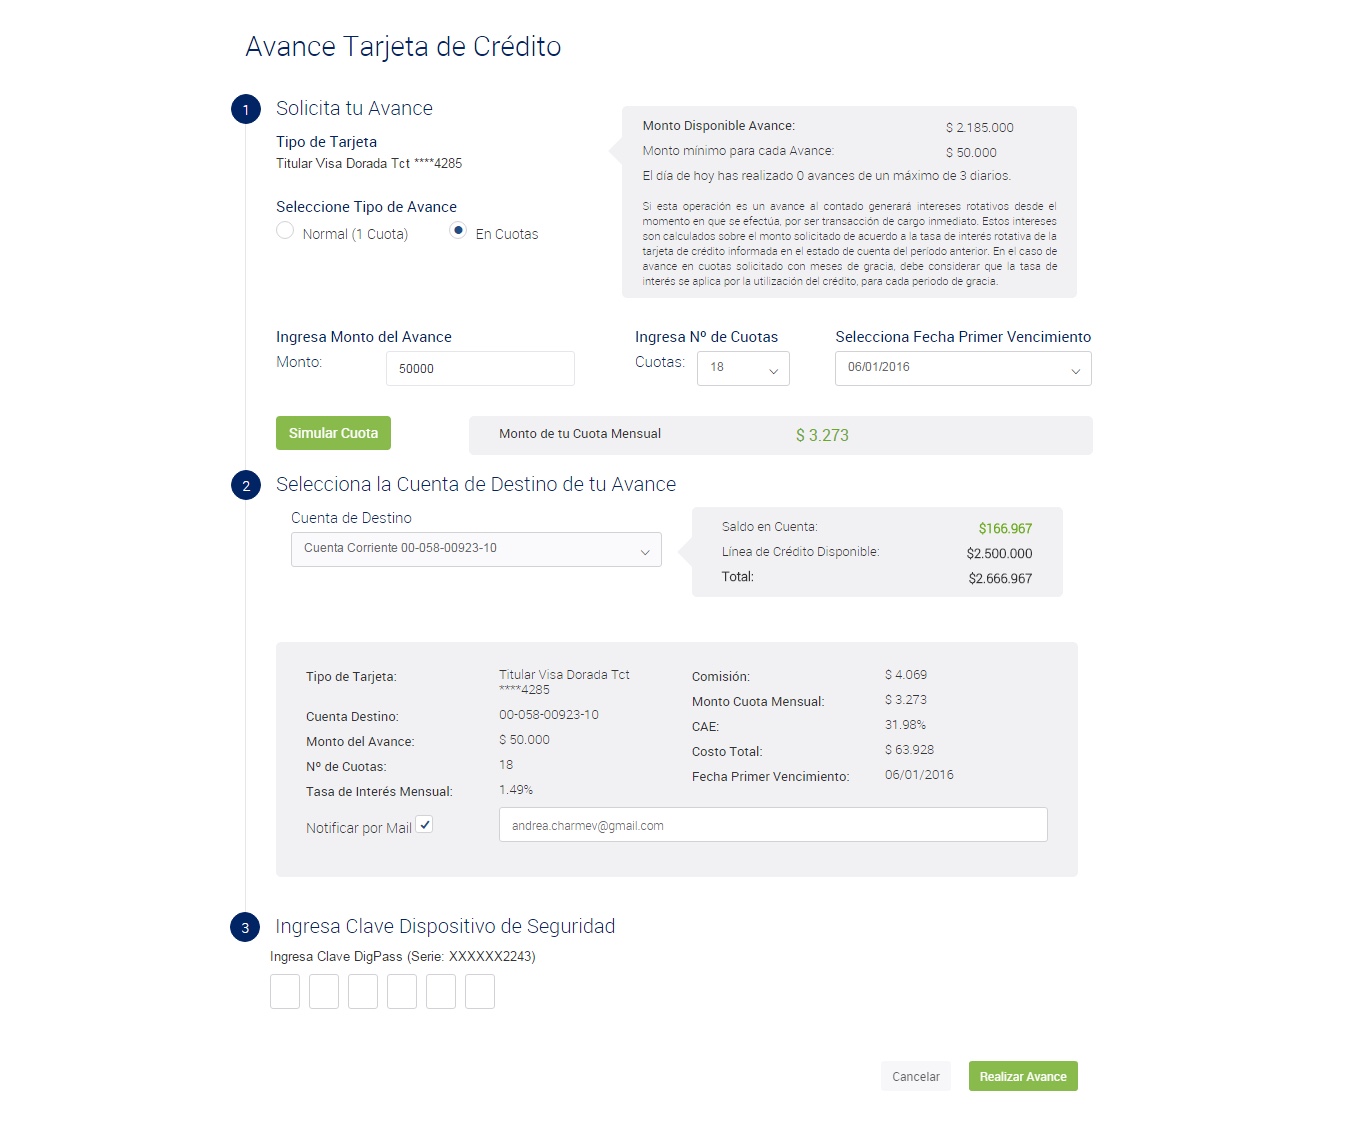 Avance Tarjeta de Crédito
1
Solicita tu Avance
Tipo de Tarjeta
Titular Visa Dorada Tct ****4285
Seleccione Tipo de Avance
Normal (1 Cuota)
En Cuotas
Monto Disponible Avance:
$ 2.185.000
Monto mínimo para cada Avance:
$ 50.000
El día de hoy has realizado 0 avances de un máximo de 3 diarios.
Si esta operación es un avance al contado generará intereses rotativos desde el
momento en que se efectúa, por ser transacción de cargo inmediato. Estos intereses
son calculados sobre el monto solicitado de acuerdo a la tasa de interés rotativa de la
tarjeta de crédito informada en el estado de cuenta del período anterior. En el caso de
avance en cuotas solicitado con meses de gracia, debe considerar que la tasa de
interés se aplica por la utilización del crédito, para cada periodo de gracia.
Ingresa Monto del Avance
Monto:
50000
Ingresa Nº de Cuotas
Cuotas:
18
Selecciona Fecha Primer Vencimiento
06/01/2016
Simular Cuota
Monto de tu Cuota Mensual
$ 3.273
2
Selecciona la Cuenta de Destino de tu Avance
Cuenta de Destino
Cuenta Corriente 00-058-00923-10
Saldo en Cuenta:
$166.967
Línea de Crédito Disponible:
$2.500.000
Total:
$2.666.967
Tipo de Tarjeta:
Titular Visa Dorada Tct
****4285
Cuenta Destino:
00-058-00923-10
Monto del Avance:
$ 50.000
Nº de Cuotas:
18
Tasa de Interés Mensual:
1.49%
Comisión:
$ 4.069
Monto Cuota Mensual:
$ 3.273
CAE:
31.98%
Costo Total:
$ 63.928
Fecha Primer Vencimiento:
06/01/2016
Notificar por Mail
andrea.charmev@gmail.com
3
Ingresa Clave Dispositivo de Seguridad
Ingresa Clave DigPass (Serie: XXXXXX2243)
Cancelar
Realizar Avance